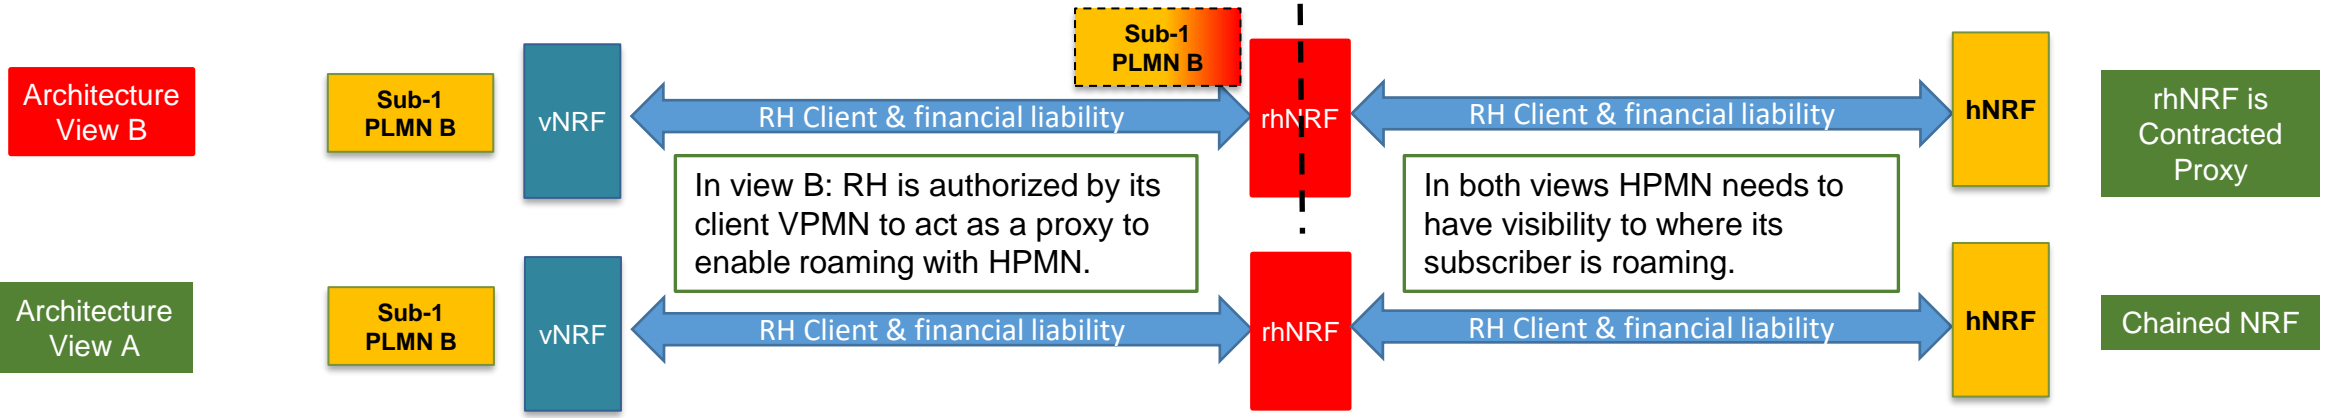 Sub-1
PLMN B
Architecture
View B
Sub-1
PLMN B
vNRF
RH Client & financial liability
rhNRF
RH Client & financial liability
hNRF
rhNRF is
Contracted
Proxy
In view B: RH is authorized by its
client VPMN to act as a proxy to
enable roaming with HPMN.
In both views HPMN needs to
have visibility to where its
subscriber is roaming.
Architecture
View A
Sub-1
PLMN B
vNRF
RH Client & financial liability
rhNRF
RH Client & financial liability
hNRF
Chained NRF